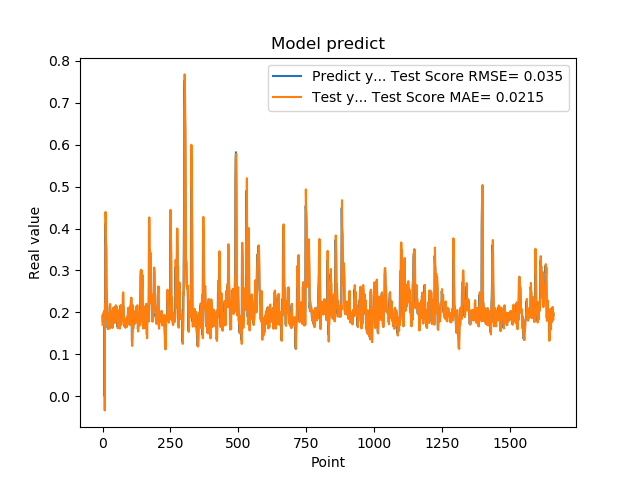 Model predict
Predict y... Test Score RMSE= 0.035
Test y... Test Score MAE= 0.0215
0.8
0.7
0.6
0.5
0.4
0.3
0.2
0.1
0.0
Real value
0 250 500 750 1000 1250 1500
Point